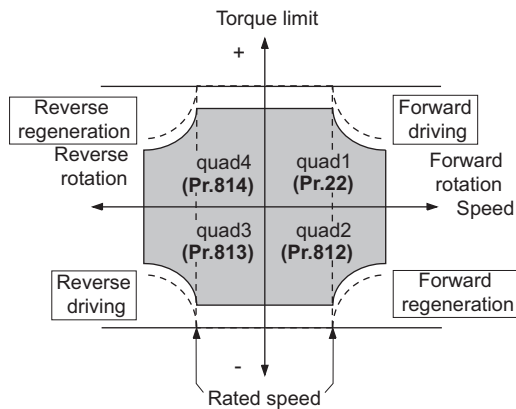 Torque limit
+
Reverse
regeneration
Forward
driving
Reverse
rotation
quad4
(Pr.814)
quad1
(Pr.22)
Forward
rotation
Speed
quad3
(Pr.813)
quad2
(Pr.812)
Reverse
driving
Forward
regeneration
-
Rated speed